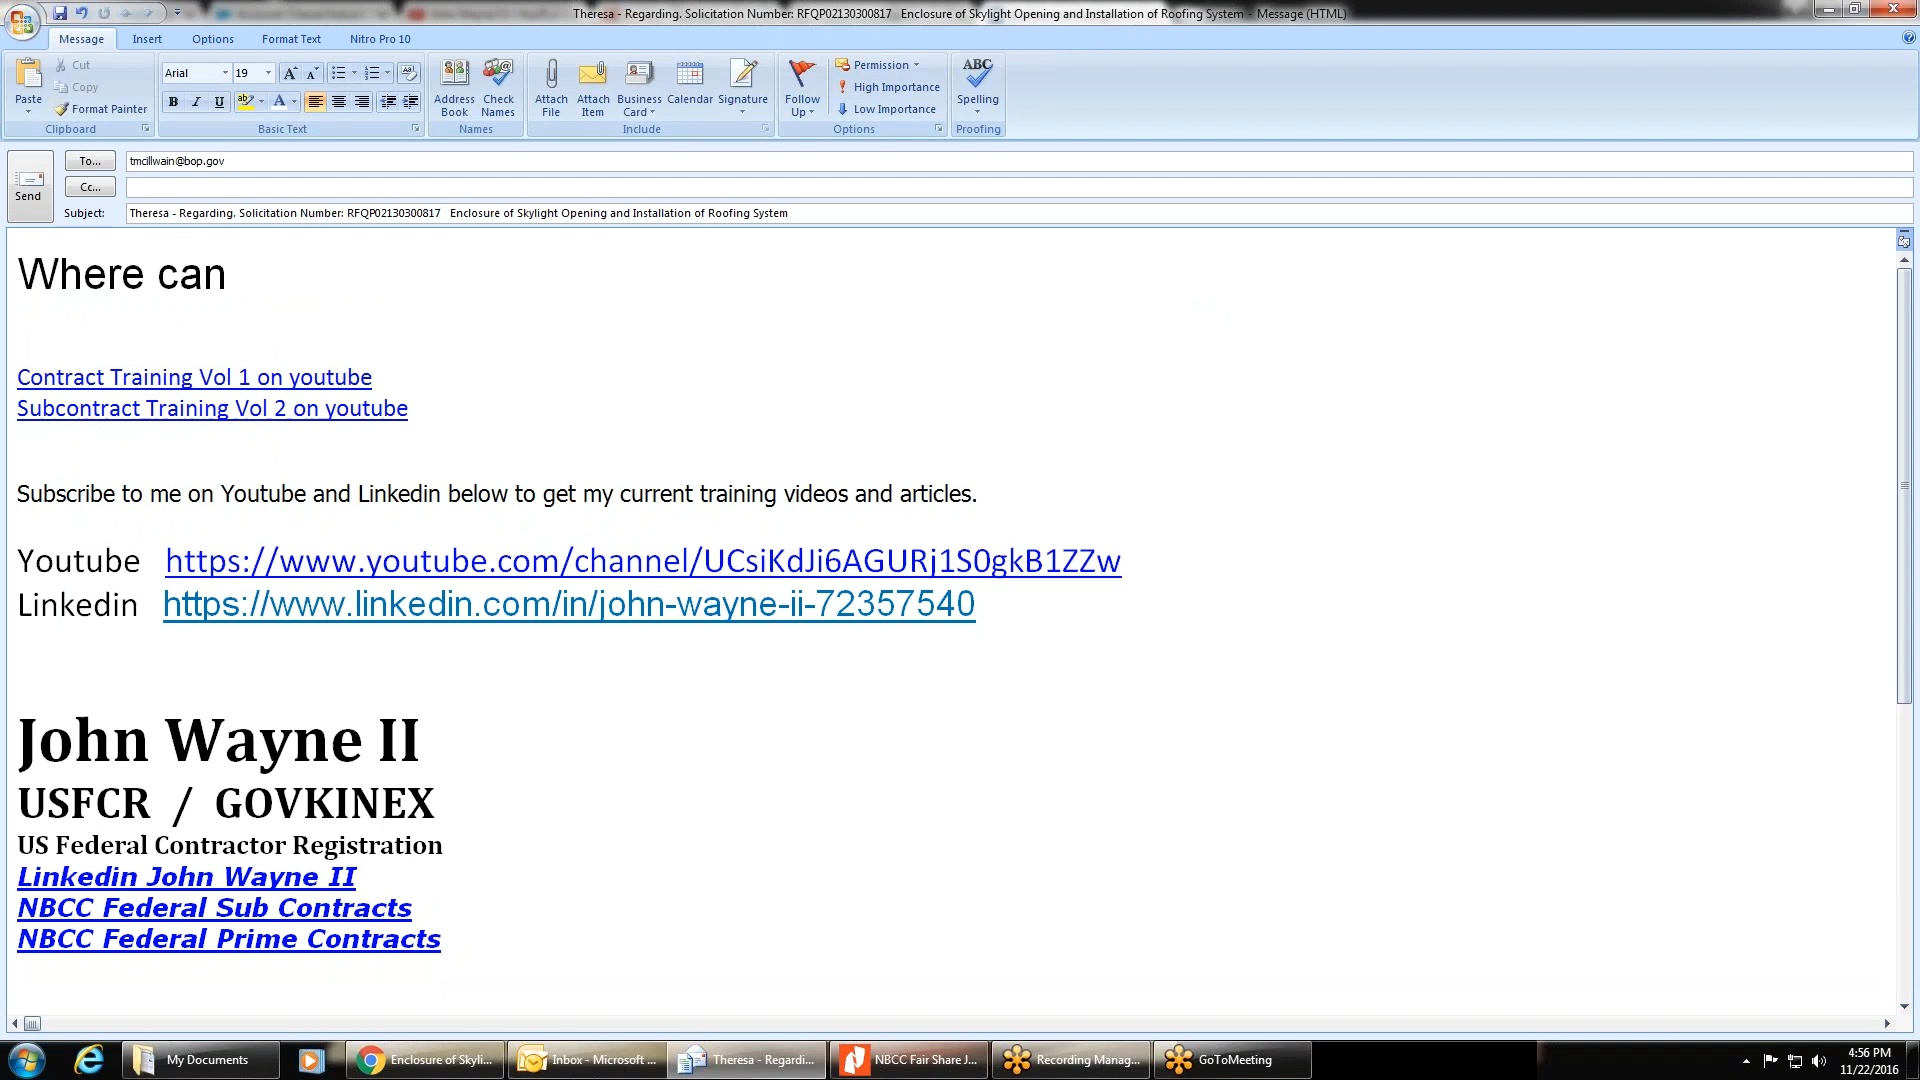 Theresa - Regarding. Solicitation Number: RFQP02130300817   Enclosure of Skylight Opening and Installation of Roofing System - Message (HTML)
Message Insert Options Format Text Nitro Pro 10
Paste
Cut
Copy
Format Painter
Clipboard
Arial 19
B I U
Basic Text
Address Book
Check Names
Names
Attach File
Attach Item
Business Card
Calendar
Signature
Include
Follow Up
Permission
High Importance
Low Importance
Options
ABC
Spelling
Proofing
Send
To... tmcillwain@bop.gov
Cc...
Subject: Theresa - Regarding. Solicitation Number: RFQP02130300817   Enclosure of Skylight Opening and Installation of Roofing System
Where can
Contract Training Vol 1 on youtube
Subcontract Training Vol 2 on youtube
Subscribe to me on Youtube and Linkedin below to get my current training videos and articles.
Youtube https://www.youtube.com/channel/UCsiKdJi6AGURj1S0gkB1ZZw
Linkedin https://www.linkedin.com/in/john-wayne-ii-72357540
John Wayne II
USFCR / GOVKINEX
US Federal Contractor Registration
Linkedin John Wayne II
NBCC Federal Sub Contracts
NBCC Federal Prime Contracts
My Documents
Enclosure of Skyli...
Inbox - Microsoft ...
Theresa - Regardi...
NBCC Fair Share J...
Recording Manag...
GoToMeeting
4:56 PM
11/22/2016